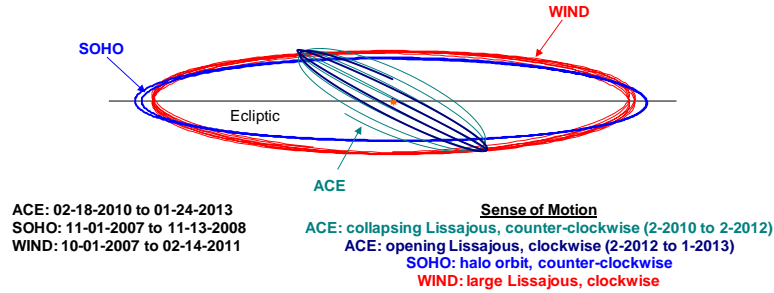 WIND
SOHO
Ecliptic
ACE
ACE: 02-18-2010 to 01-24-2013
SOHO: 11-01-2007 to 11-13-2008
WIND: 10-01-2007 to 02-14-2011
Sense of Motion
ACE: collapsing Lissajous, counter-clockwise (2-2010 to 2-2012)
ACE: opening Lissajous, clockwise (2-2012 to 1-2013)
SOHO: halo orbit, counter-clockwise
WIND: large Lissajous, clockwise